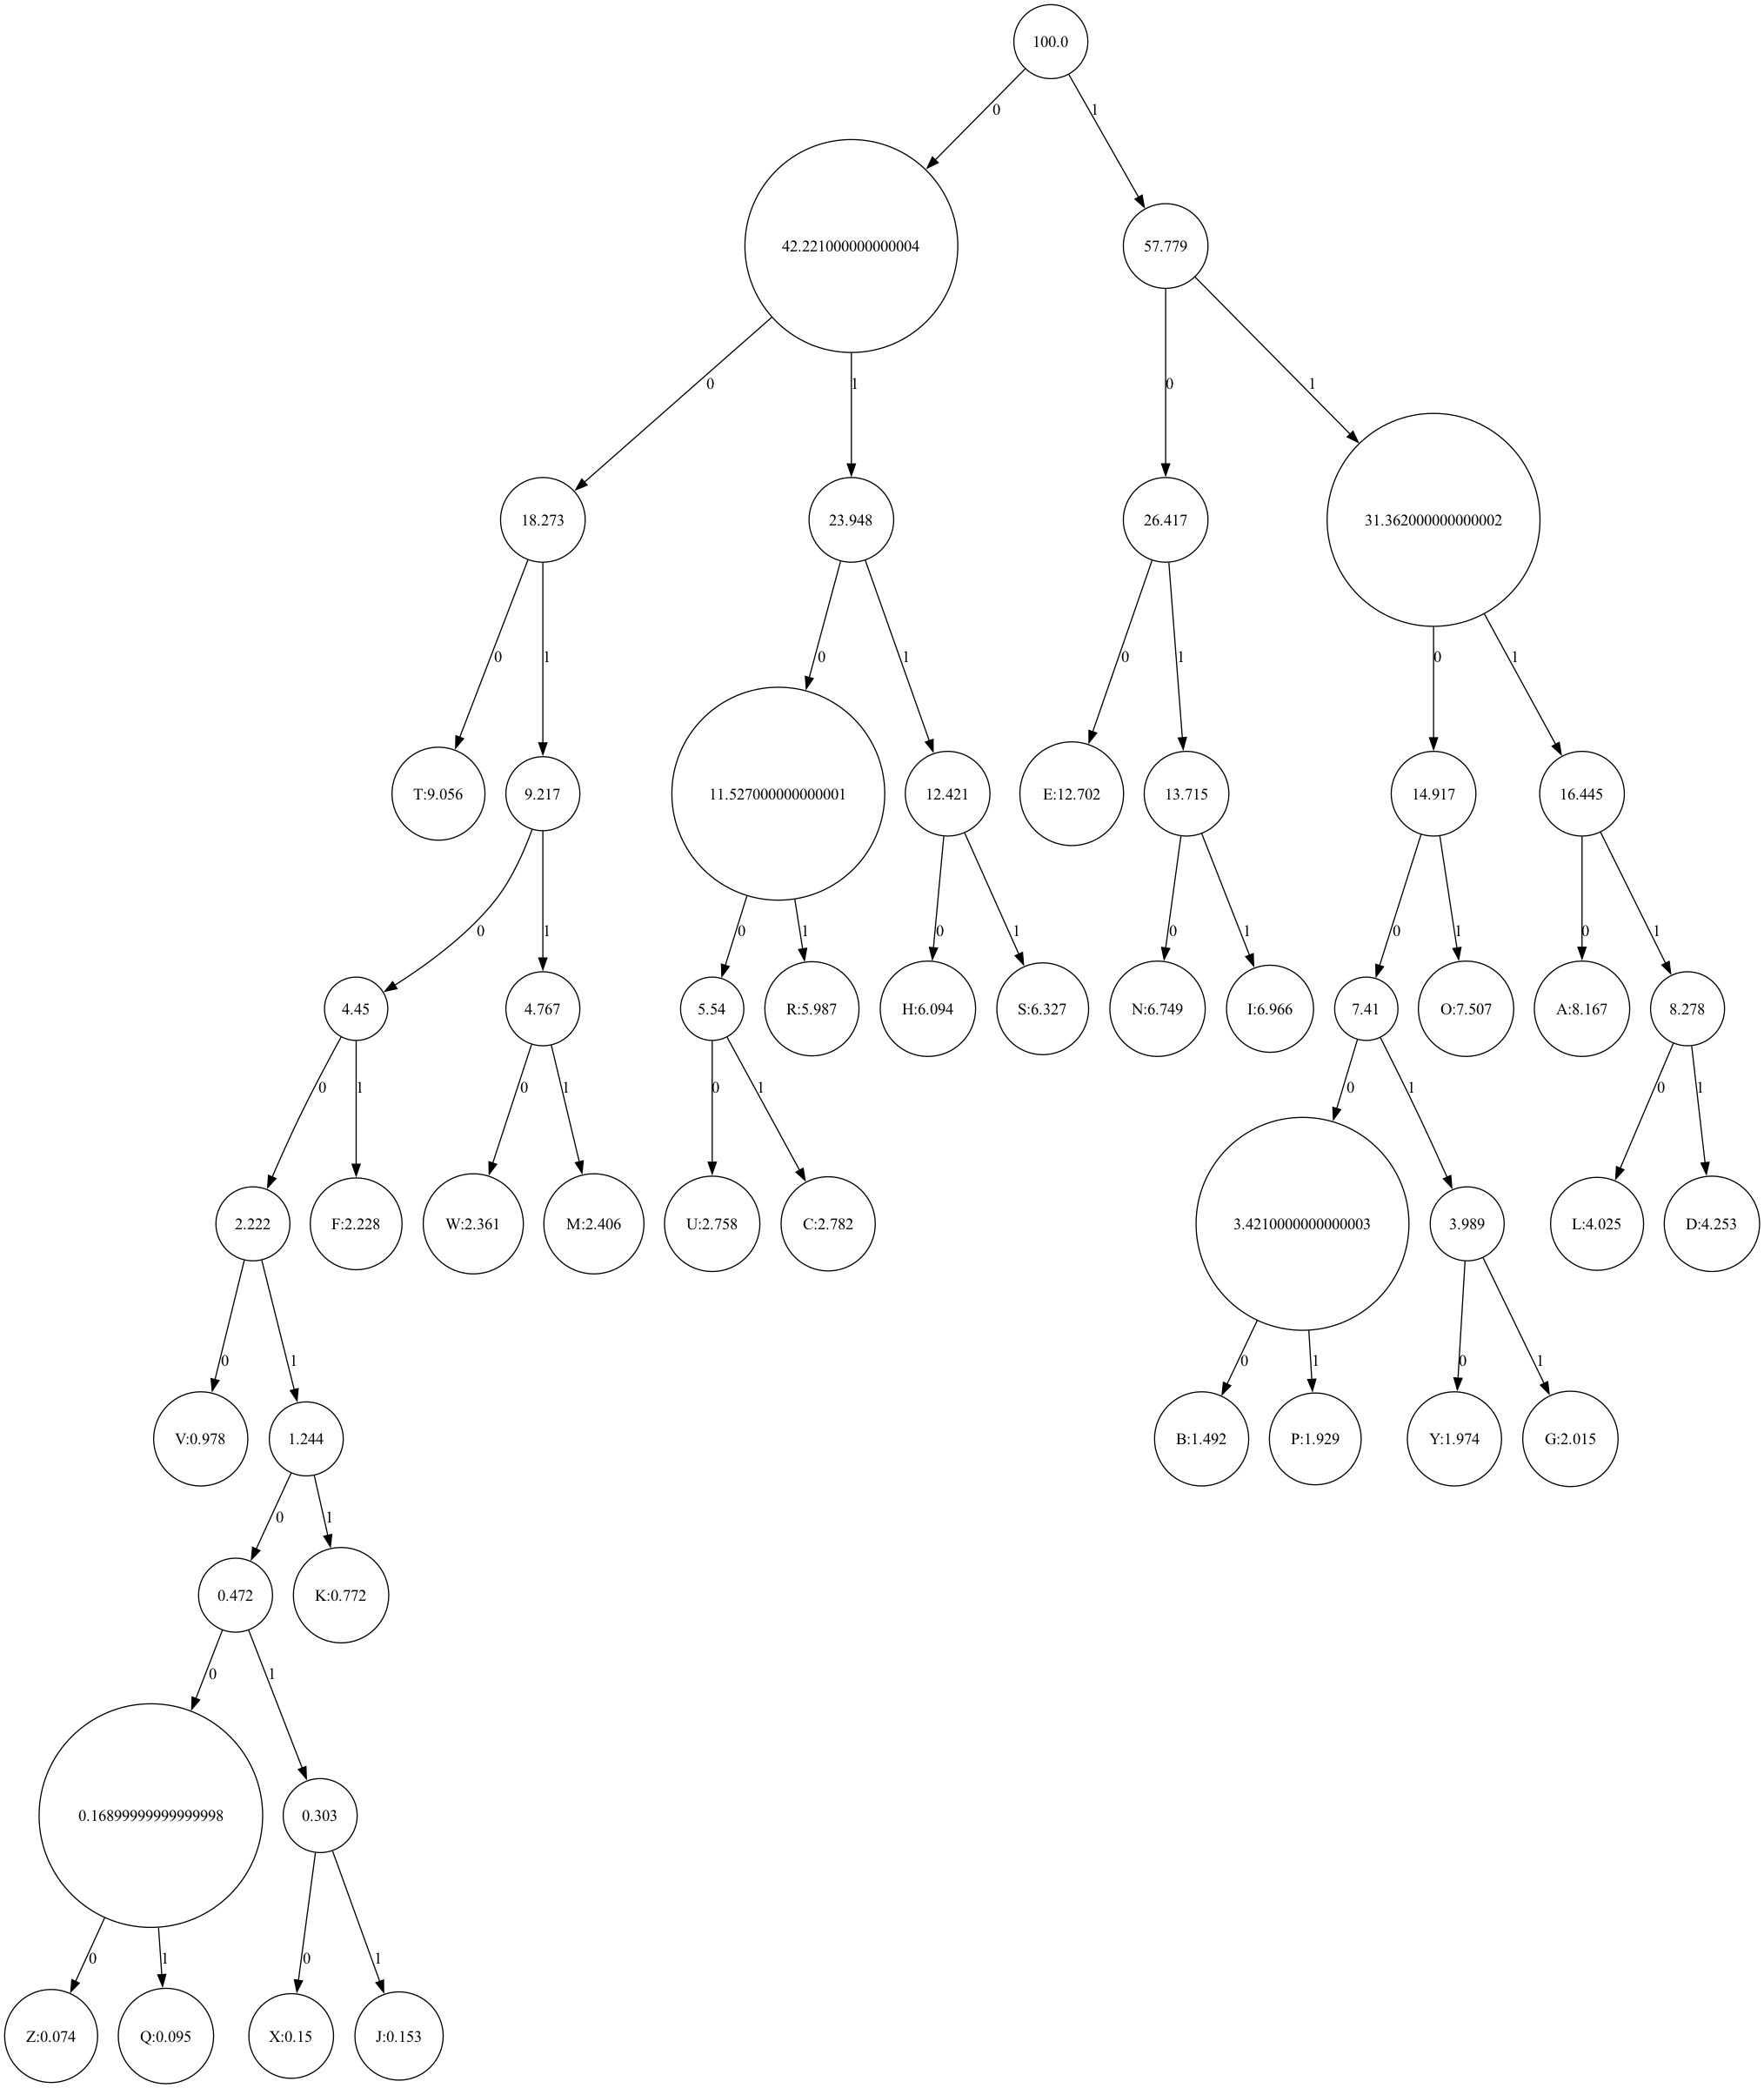 100.0
0
1
42.221000000000004
57.779
0
1
0
1
18.273
23.948
26.417
31.362000000000002
0
1
0
1
0
1
0
1
T:9.056
9.217
11.527000000000001
12.421
E:12.702
13.715
14.917
16.445
0
1
0
1
0
1
0
1
0
1
0
1
4.45
4.767
5.54
R:5.987
H:6.094
S:6.327
N:6.749
I:6.966
7.41
O:7.507
A:8.167
8.278
0
1
0
1
0
1
0
1
0
1
2.222
F:2.228
W:2.361
M:2.406
U:2.758
C:2.782
3.4210000000000003
3.989
L:4.025
D:4.253
0
1
0
1
0
1
V:0.978
1.244
B:1.492
P:1.929
Y:1.974
G:2.015
0
1
0.472
K:0.772
0
1
0.16899999999999998
0.303
0
1
0
1
Z:0.074
Q:0.095
X:0.15
J:0.153